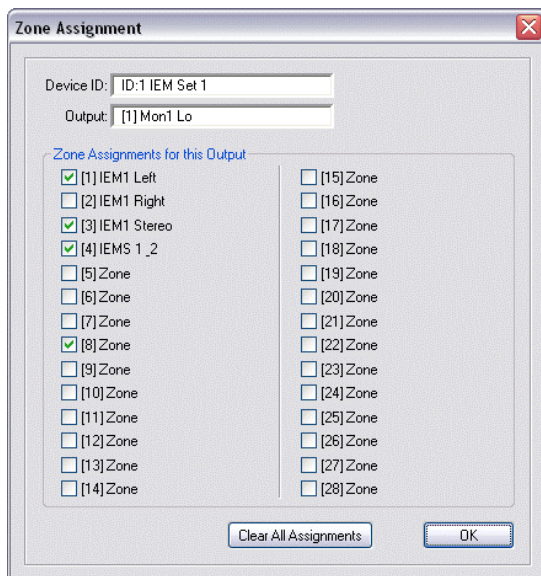 Zone Assignment
Device ID: ID:1 IEM Set 1
Output: [1] Mon1 Lo
Zone Assignments for this Output
[1] IEM1 Left
[2] IEM1 Right
[3] IEM1 Stereo
[4] IEMS 1_2
[5] Zone
[6] Zone
[7] Zone
[8] Zone
[9] Zone
[10] Zone
[11] Zone
[12] Zone
[13] Zone
[14] Zone
[15] Zone
[16] Zone
[17] Zone
[18] Zone
[19] Zone
[20] Zone
[21] Zone
[22] Zone
[23] Zone
[24] Zone
[25] Zone
[26] Zone
[27] Zone
[28] Zone
Clear All Assignments
OK